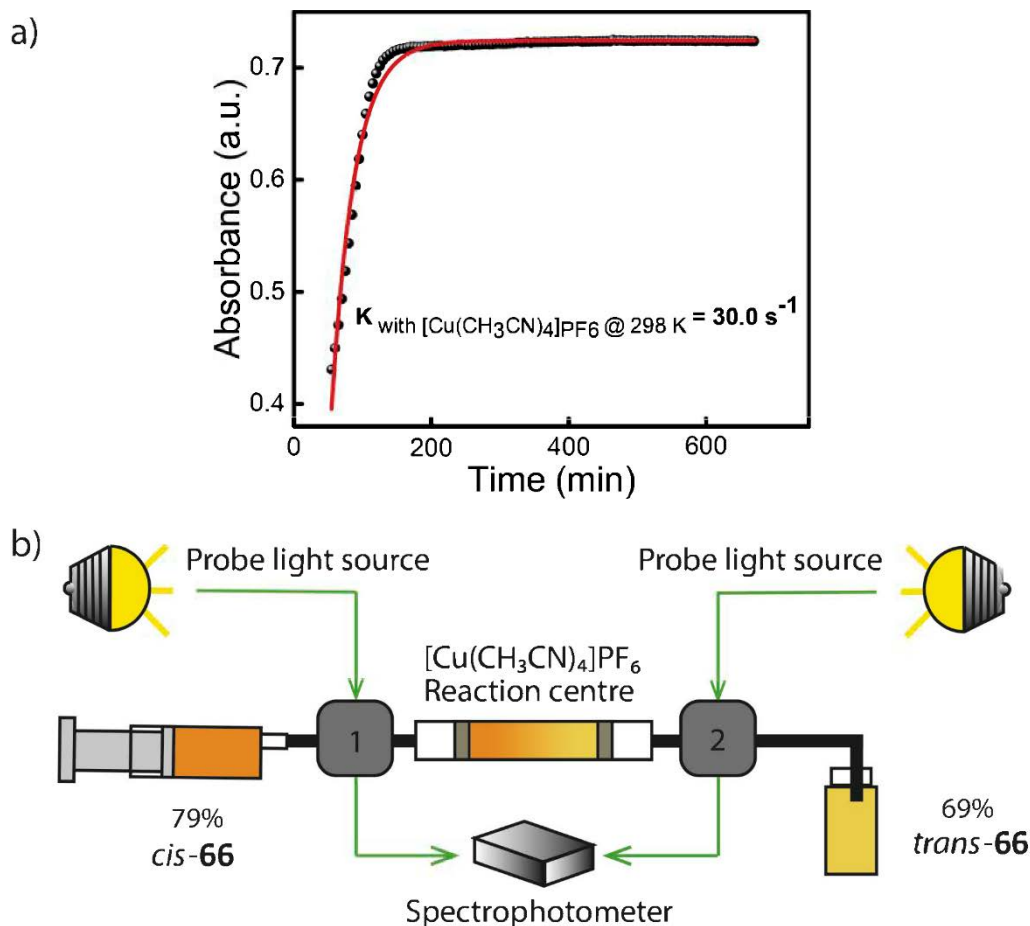 a)
0.7
0.6
0.5
0.4
Absorbance (a.u.)
K with [Cu(CH₃CN)₄]PF6 @ 298 K = 30.0 s⁻¹
0 200 400 600
Time (min)
b)
Probe light source Probe light source
[Cu(CH₃CN)₄]PF₆
Reaction centre
1 2
79% 69%
cis-66 trans-66
Spectrophotometer